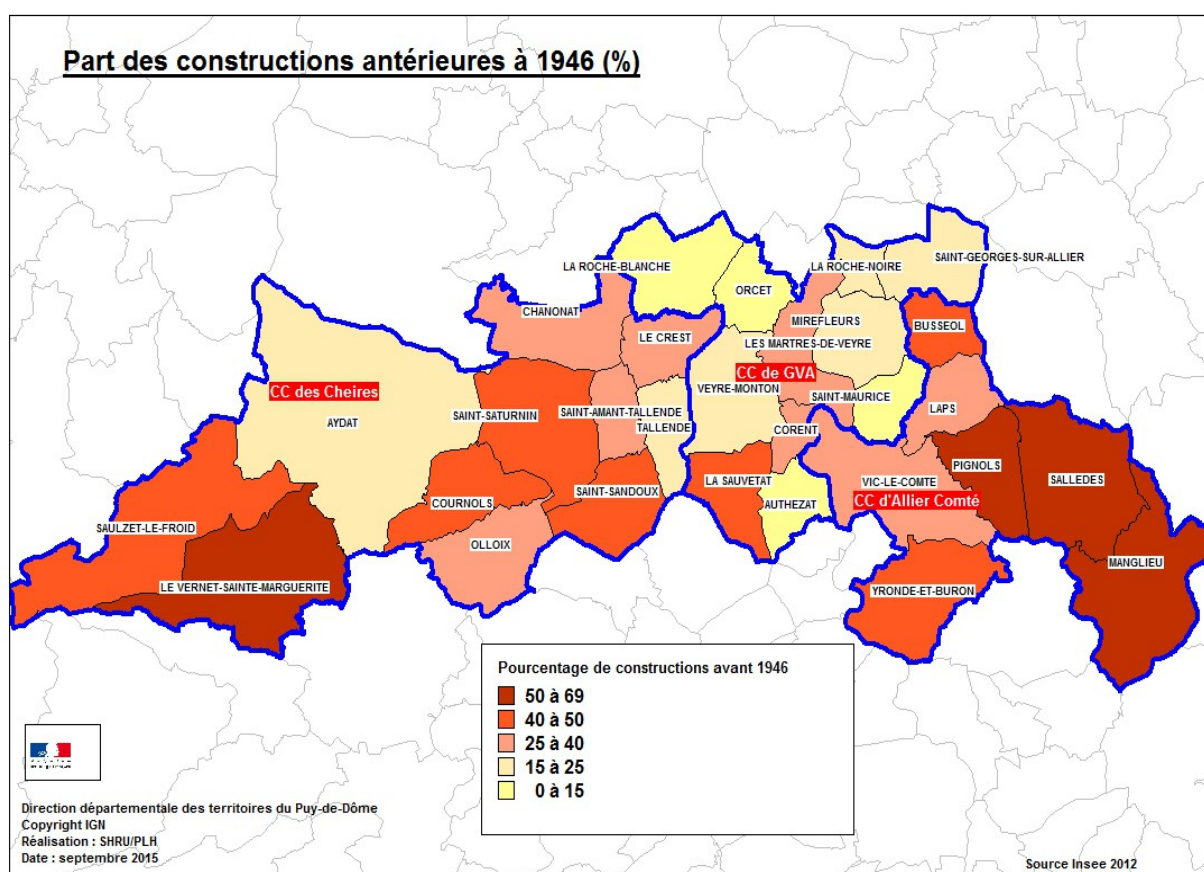 Part des constructions antérieures à 1946 (%)
SAINT-GEORGES-SUR-ALLIER
LA ROCHE-BLANCHE
LA ROCHE-NOIRE
ORCET
CHANONAT
MIREFLEURS
BUSSEOL
LE CREST
LES MARTRES-DE-VEYRE
CC de GVA
CC des Cheires
VEYRE-MONTON
SAINT-MAURICE
SAINT-SATURNIN
SAINT-AMANT-TALLENDE
LAPS
AYDAT
TALLENDE
CORENT
PIGNOLS
SALLEDES
LA SAUVETAT
VIC-LE-COMTE
COURNOLS
SAINT-SANDOUX
AUTHEZAT
CC d'Allier Comté
SAULZET-LE-FROID
OLLOIX
MANGLIEU
LE VERNET-SAINTE-MARGUERITE
YRONDE-ET-BURON
Pourcentage de constructions avant 1946
50 à 69
40 à 50
25 à 40
15 à 25
0 à 15
Direction départementale des territoires du Puy-de-Dôme
Copyright IGN
Réalisation : SHRU/PLH
Date : septembre 2015
Source Insee 2012